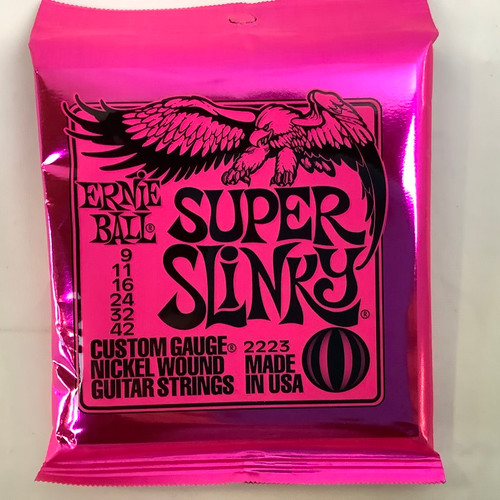 ERNIE
BALL®
SUPER
SLINKY®
9
11
16
24
32
42
CUSTOM GAUGE® 2223
NICKEL WOUND
GUITAR STRINGS
MADE
IN USA